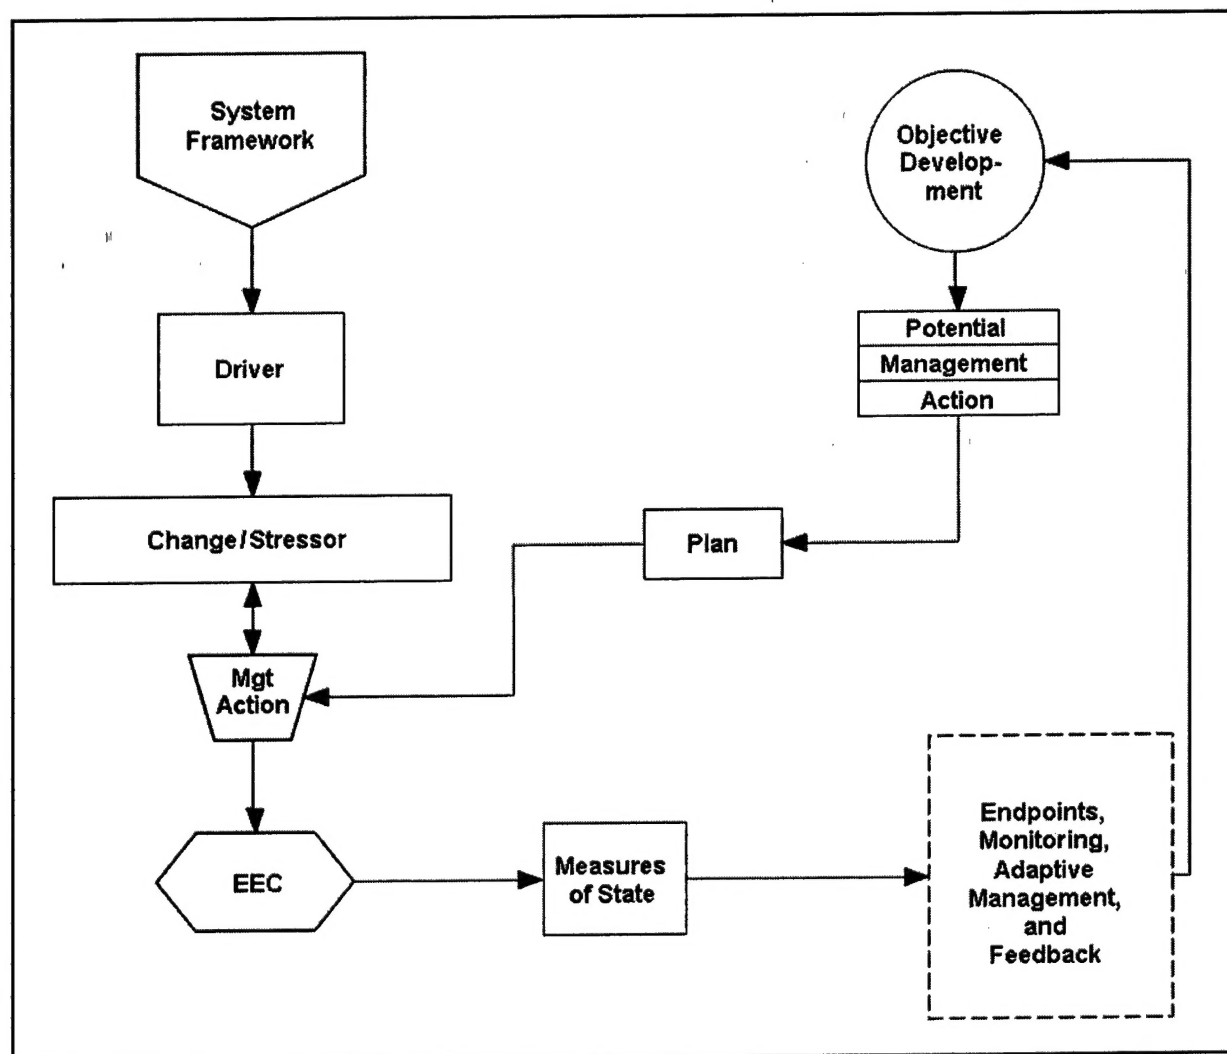 System
Framework
Objective
Develop-
ment
Driver
Potential
Management
Action
Change/Stressor
Plan
Mgt
Action
EEC
Measures
of State
Endpoints,
Monitoring,
Adaptive
Management,
and
Feedback